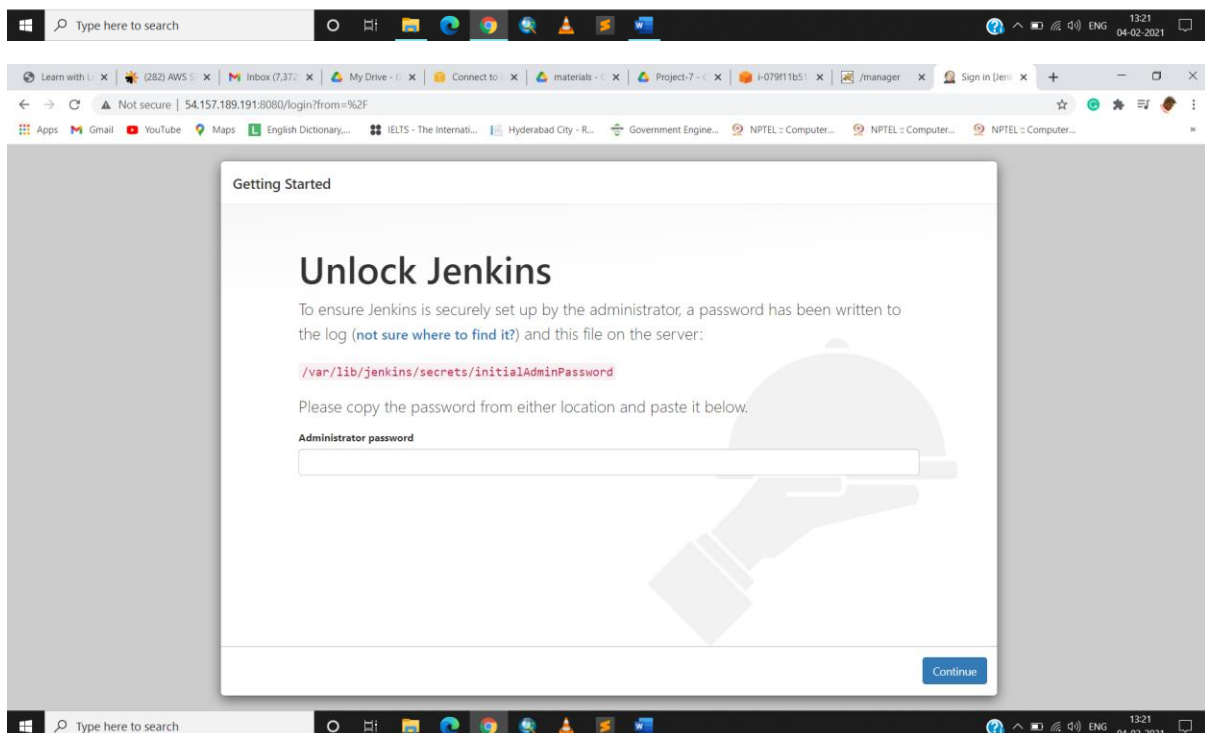 Type here to search
ENG
13:21
04-02-2021
Learn with L
(282) AWS S
Inbox (7,372
My Drive - G
Connect to i
materials - G
Project-7 - G
i-079f11b51
/manager
Sign in [Jenk
Not secure | 54.157.189.191:8080/login?from=%2F
Apps
Gmail
YouTube
Maps
English Dictionary,...
IELTS - The Internati...
Hyderabad City - R...
Government Engine...
NPTEL :: Computer...
NPTEL :: Computer...
NPTEL :: Computer...
Getting Started
Unlock Jenkins
To ensure Jenkins is securely set up by the administrator, a password has been written to
the log (not sure where to find it?) and this file on the server:
/var/lib/jenkins/secrets/initialAdminPassword
Please copy the password from either location and paste it below.
Administrator password
Continue
Type here to search
ENG
13:21
04-02-2021